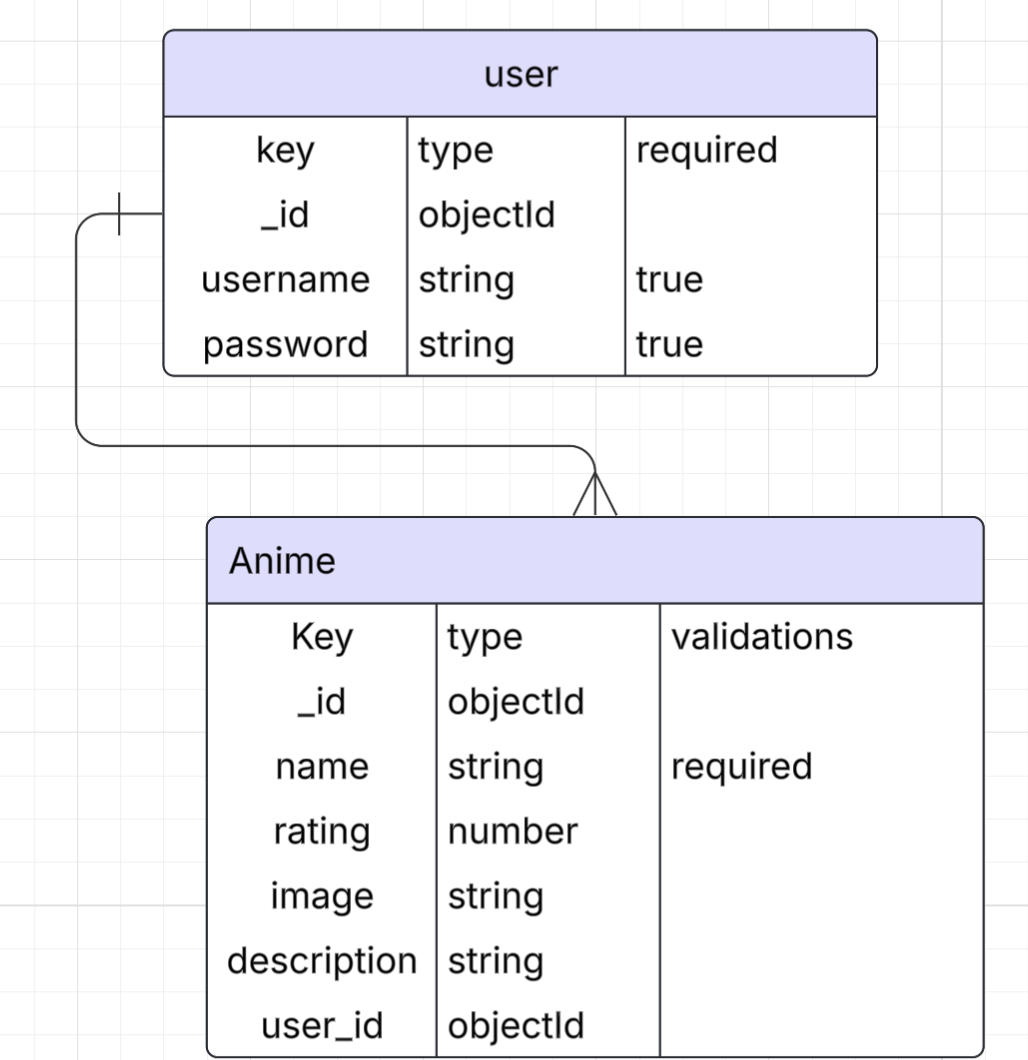 user
key type required
_id objectId
username string true
password string true
Anime
Key type validations
_id objectId
name string required
rating number
image string
description string
user_id objectId